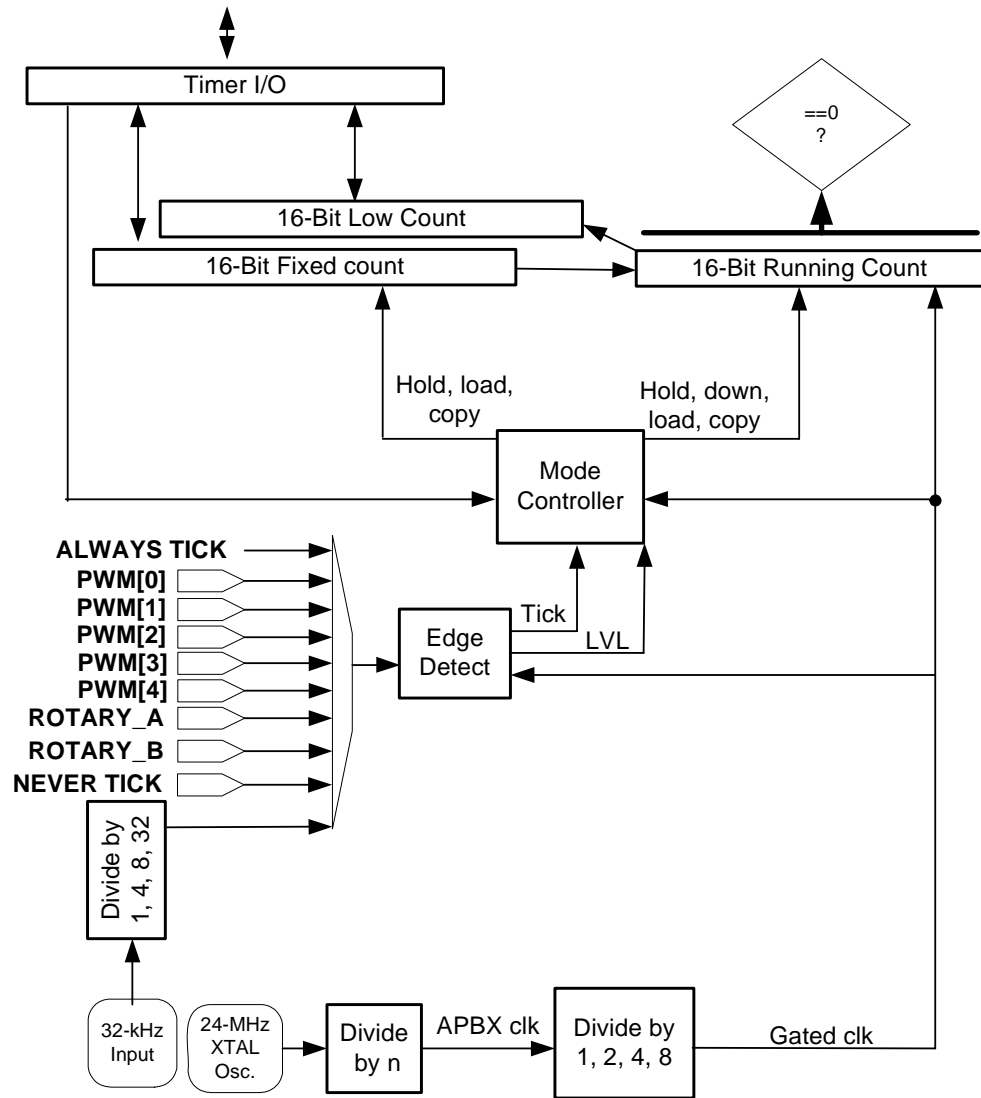 Timer I/O
==0
?
16-Bit Low Count
16-Bit Fixed count
16-Bit Running Count
Hold, load,
copy
Hold, down,
load, copy
Mode
Controller
ALWAYS TICK
PWM[0]
PWM[1]
PWM[2]
PWM[3]
PWM[4]
ROTARY_A
ROTARY_B
NEVER TICK
Tick
LVL
Edge
Detect
Divide by
1, 4, 8, 32
32-kHz
Input
24-MHz
XTAL
Osc.
Divide
by n
APBX clk
Divide by
1, 2, 4, 8
Gated clk